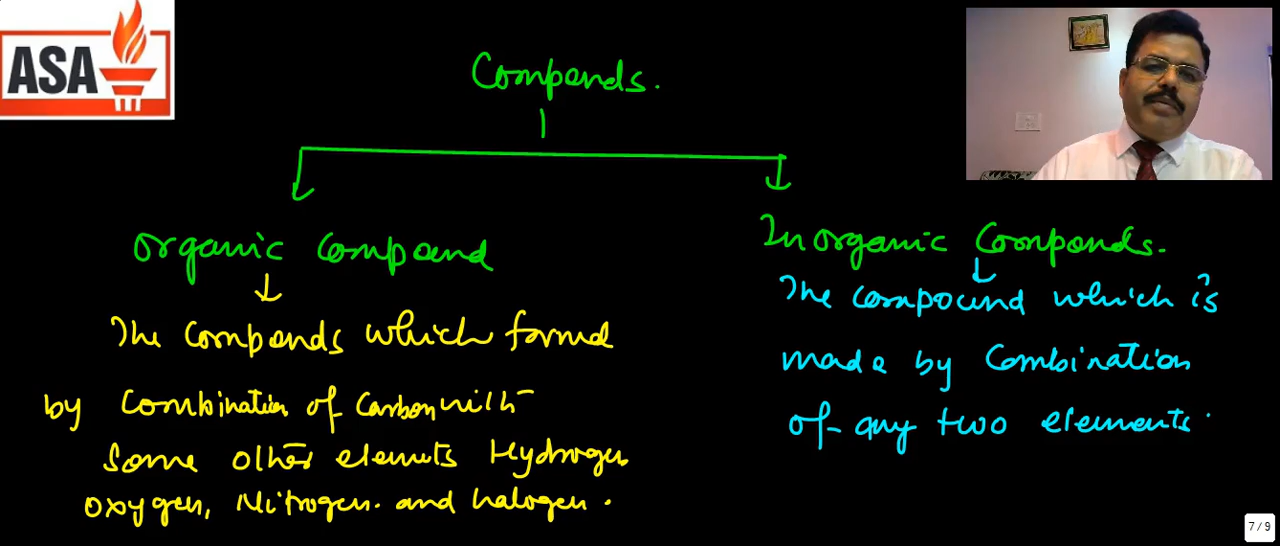 ASA
Compends.
Organic Compound
Inorganic Compends.
The Compends which formed
by Combination of Carbon with
Some other elements Hydrogen
Oxygen, Nitrogen. and halogen.
The Compound which is
made by Combination
of any two elements.
7/9